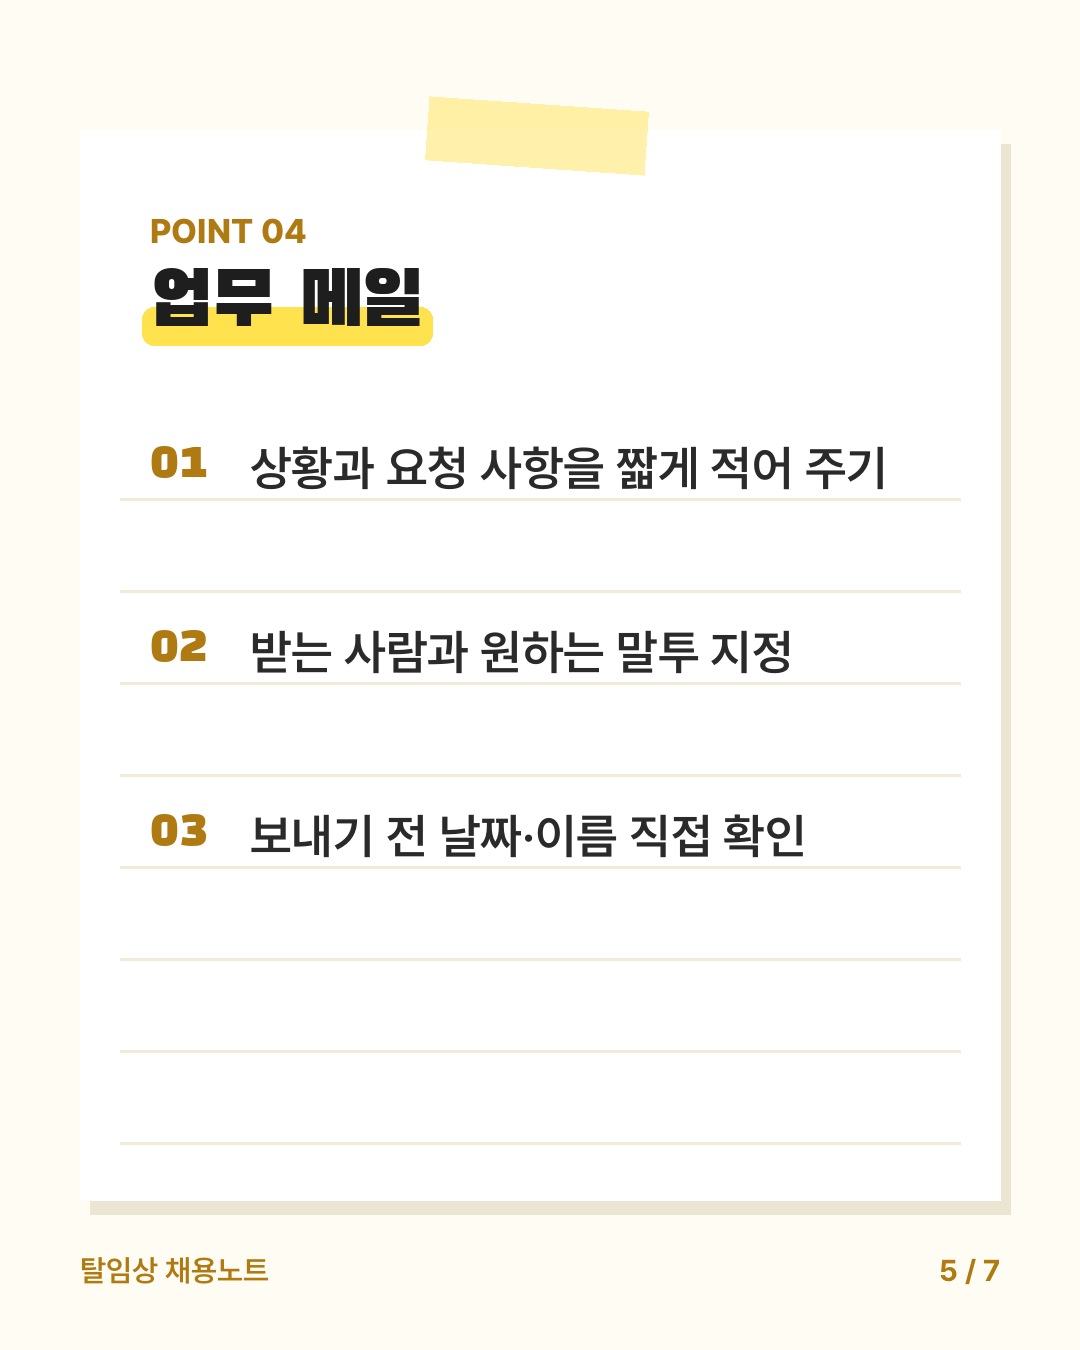 POINT 04
업무 메일
01 상황과 요청 사항을 짧게 적어 주기
02 받는 사람과 원하는 말투 지정
03 보내기 전 날짜·이름 직접 확인
탈임상 채용노트
5 / 7